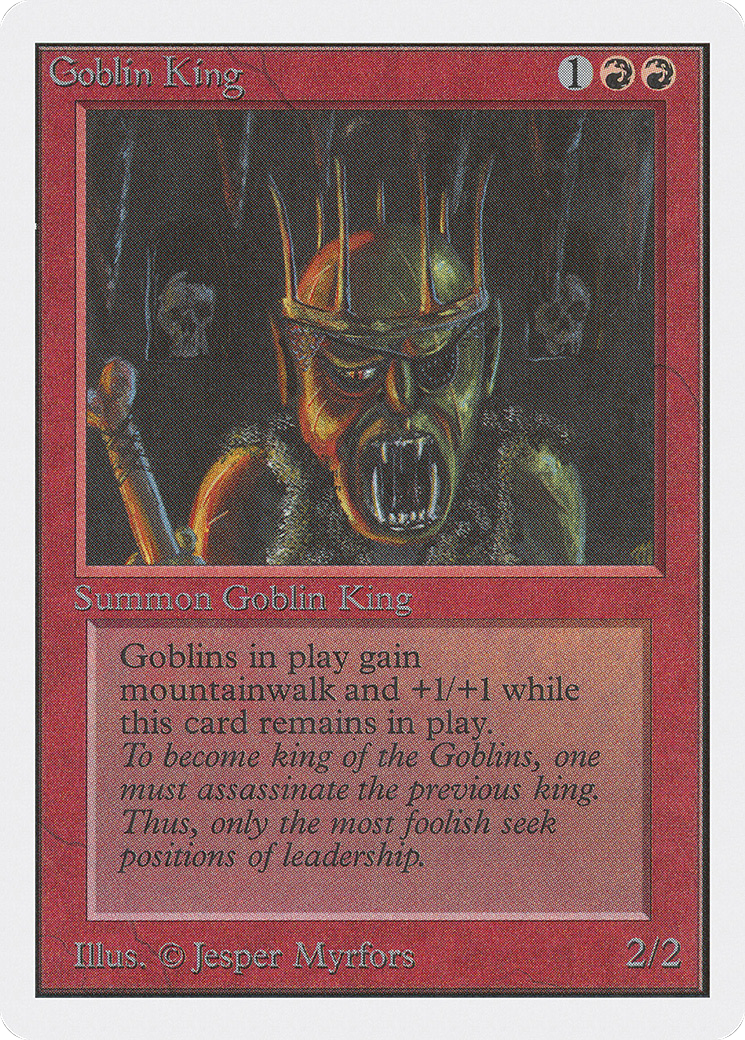 Goblin King 1
Summon Goblin King
Goblins in play gain
mountainwalk and +1/+1 while
this card remains in play.
To become king of the Goblins, one
must assassinate the previous king.
Thus, only the most foolish seek
positions of leadership.
Illus. © Jesper Myrfors 2/2